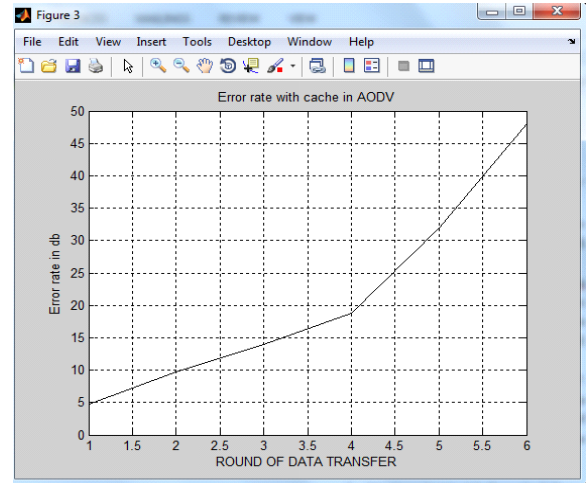 Figure 3
File Edit View Insert Tools Desktop Window Help
Error rate with cache in AODV
50
45
40
35
30
25
20
15
10
5
0
Error rate in db
1 1.5 2 2.5 3 3.5 4 4.5 5 5.5 6
ROUND OF DATA TRANSFER